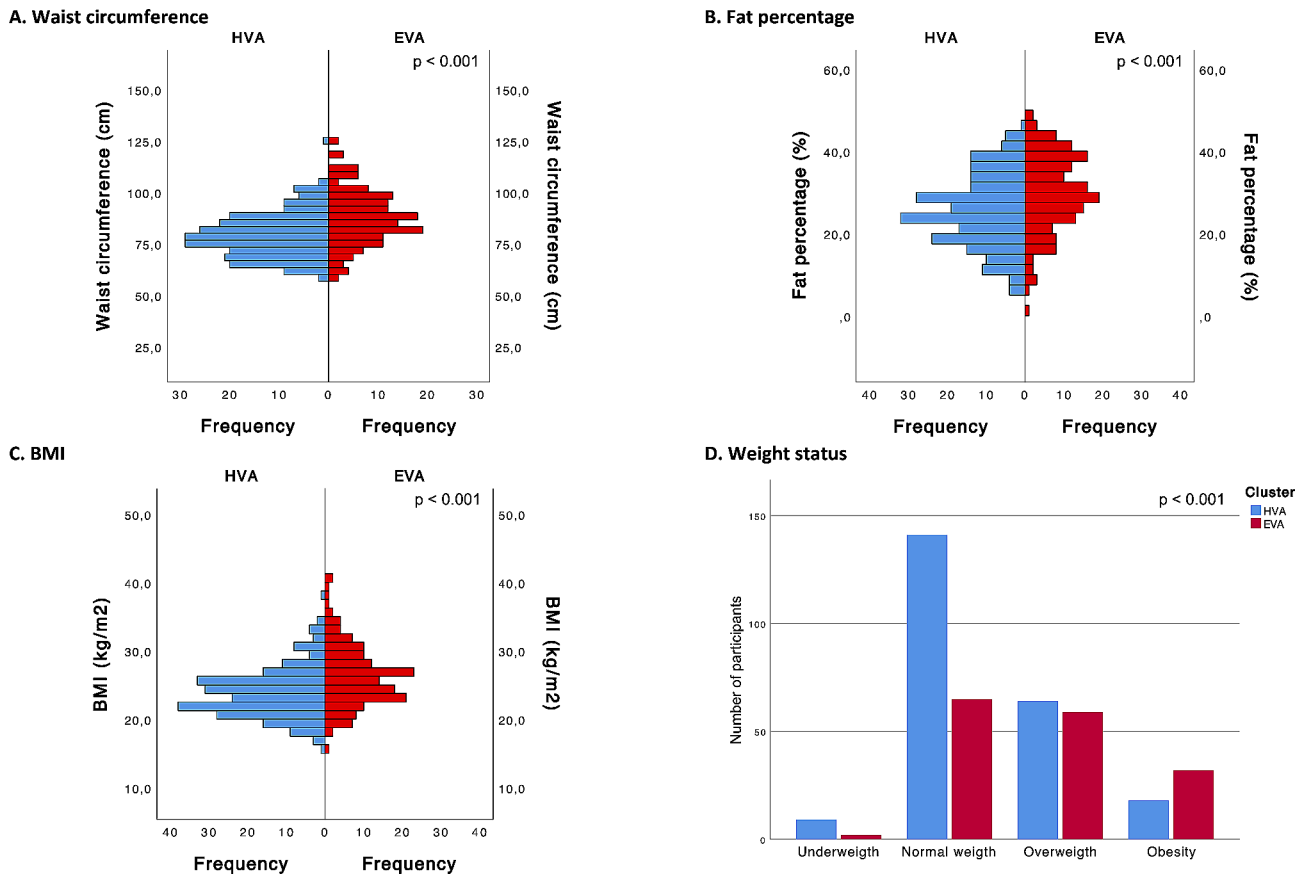 A. Waist circumference
HVA EVA
p < 0.001
Waist circumference (cm)
150,0
125,0
100,0
75,0
50,0
25,0
150,0
125,0
100,0
75,0
50,0
25,0
Waist circumference (cm)
30 20 10 0 10 20 30
Frequency Frequency
B. Fat percentage
HVA EVA
p < 0.001
Fat percentage (%)
60,0
40,0
20,0
,0
60,0
40,0
20,0
,0
Fat percentage (%)
40 30 20 10 0 10 20 30 40
Frequency Frequency
C. BMI
HVA EVA
p < 0.001
BMI (kg/m2)
50,0
40,0
30,0
20,0
10,0
50,0
40,0
30,0
20,0
10,0
BMI (kg/m2)
40 30 20 10 0 10 20 30 40
Frequency Frequency
D. Weight status
p < 0.001
Cluster
HVA
EVA
Number of participants
150
100
50
0
Underweigth Normal weigth Overweigth Obesity